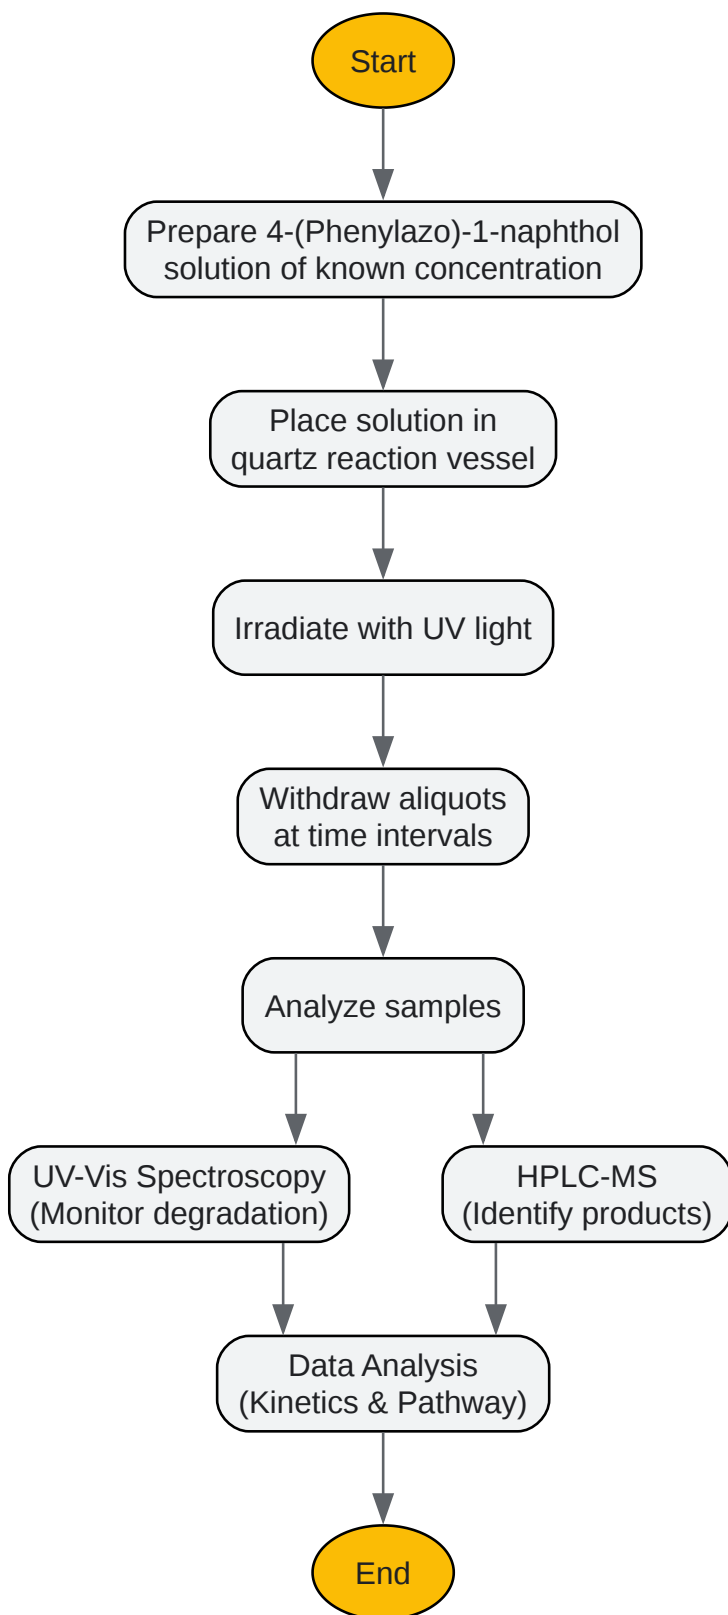 Start
Prepare 4-(Phenylazo)-1-naphthol
solution of known concentration
Place solution in
quartz reaction vessel
Irradiate with UV light
Withdraw aliquots
at time intervals
Analyze samples
UV-Vis Spectroscopy
(Monitor degradation)
HPLC-MS
(Identify products)
Data Analysis
(Kinetics & Pathway)
End